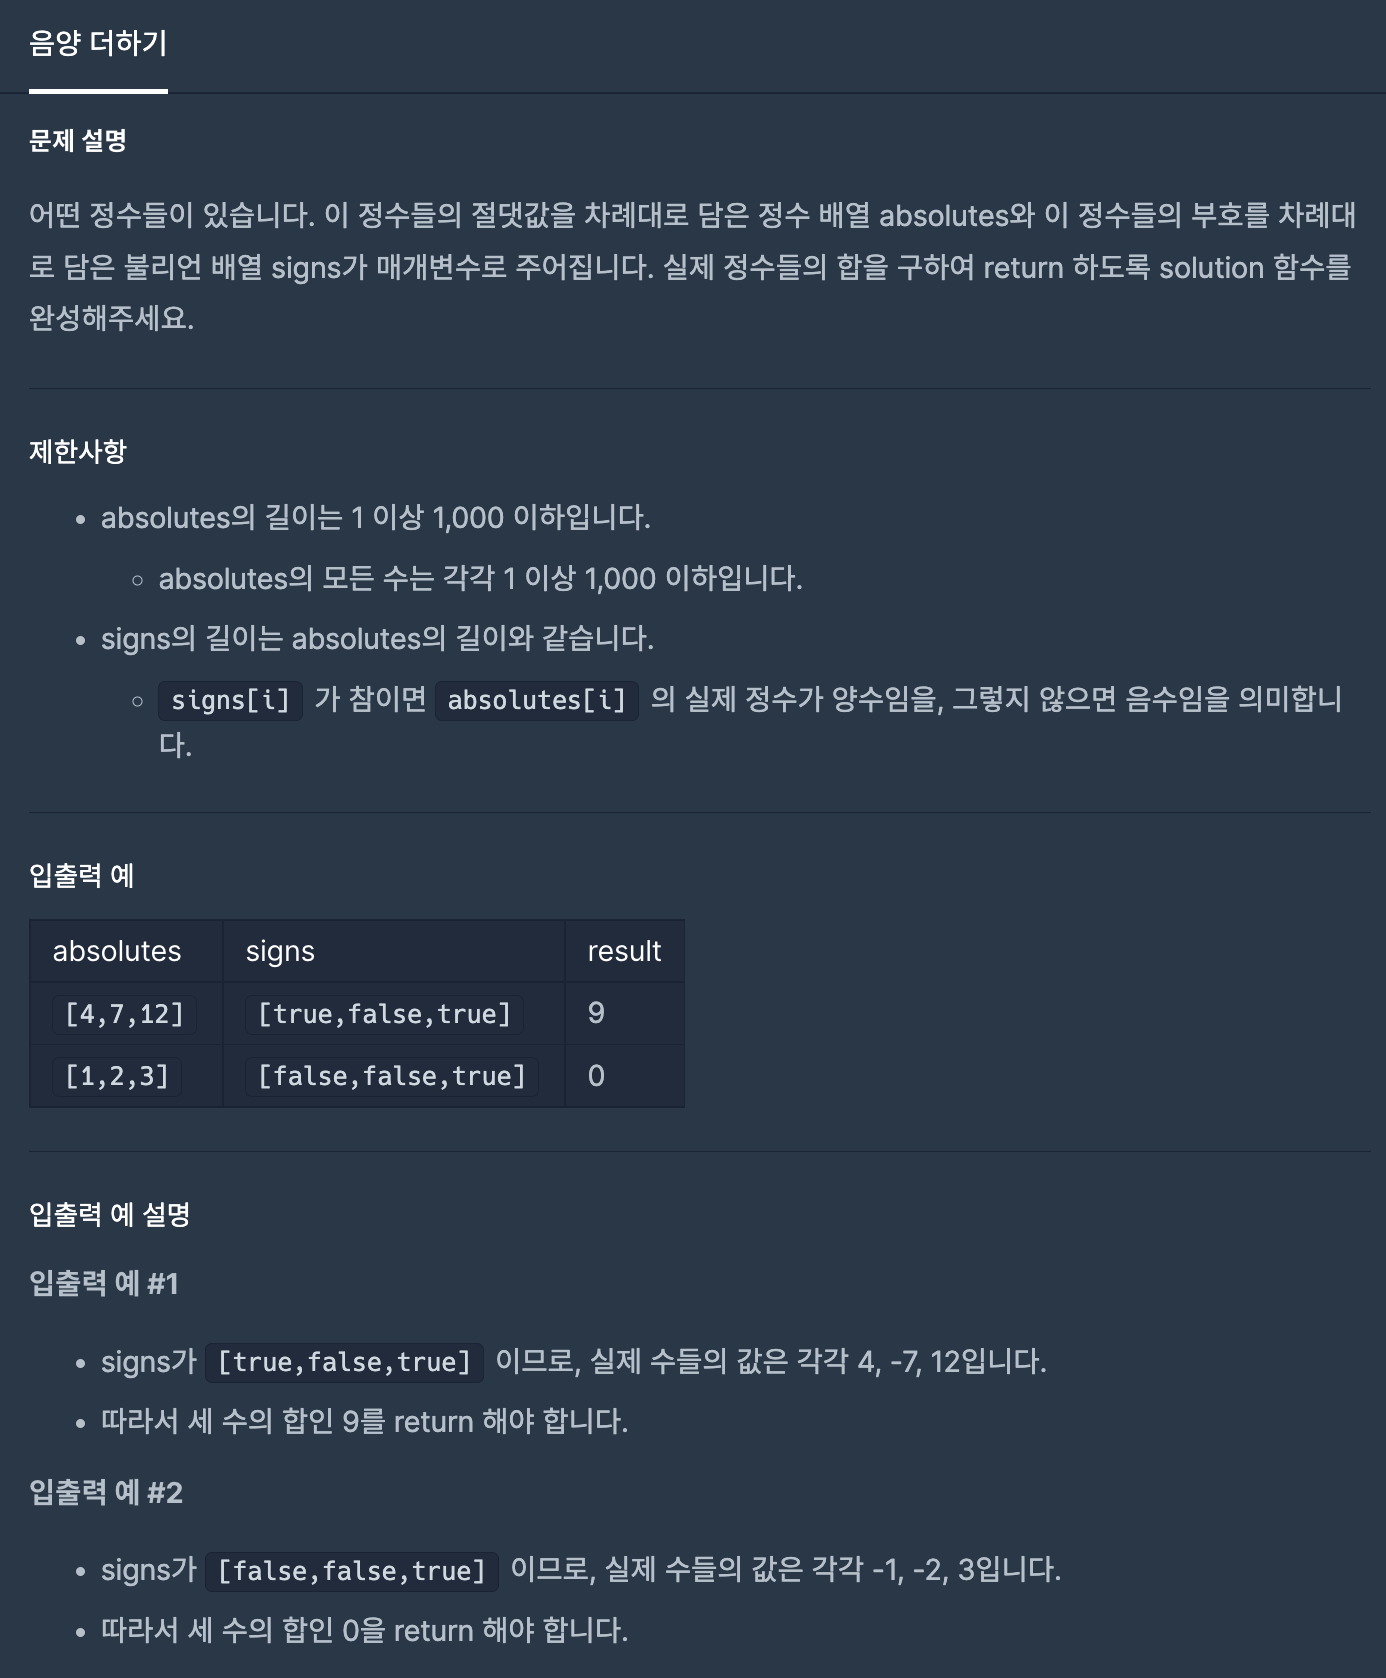 음양 더하기
문제 설명
어떤 정수들이 있습니다. 이 정수들의 절댓값을 차례대로 담은 정수 배열 absolutes와 이 정수들의 부호를 차례대
로 담은 불리언 배열 signs가 매개변수로 주어집니다. 실제 정수들의 합을 구하여 return 하도록 solution 함수를
완성해주세요.
제한사항
• absolutes의 길이는 1 이상 1,000 이하입니다.
◦ absolutes의 모든 수는 각각 1 이상 1,000 이하입니다.
• signs의 길이는 absolutes의 길이와 같습니다.
◦ signs[i] 가 참이면 absolutes[i] 의 실제 정수가 양수임을, 그렇지 않으면 음수임을 의미합니
다.
입출력 예
absolutes signs result
[4,7,12] [true,false,true] 9
[1,2,3] [false,false,true] 0
입출력 예 설명
입출력 예 #1
• signs가 [true,false,true] 이므로, 실제 수들의 값은 각각 4, -7, 12입니다.
• 따라서 세 수의 합인 9를 return 해야 합니다.
입출력 예 #2
• signs가 [false,false,true] 이므로, 실제 수들의 값은 각각 -1, -2, 3입니다.
• 따라서 세 수의 합인 0을 return 해야 합니다.